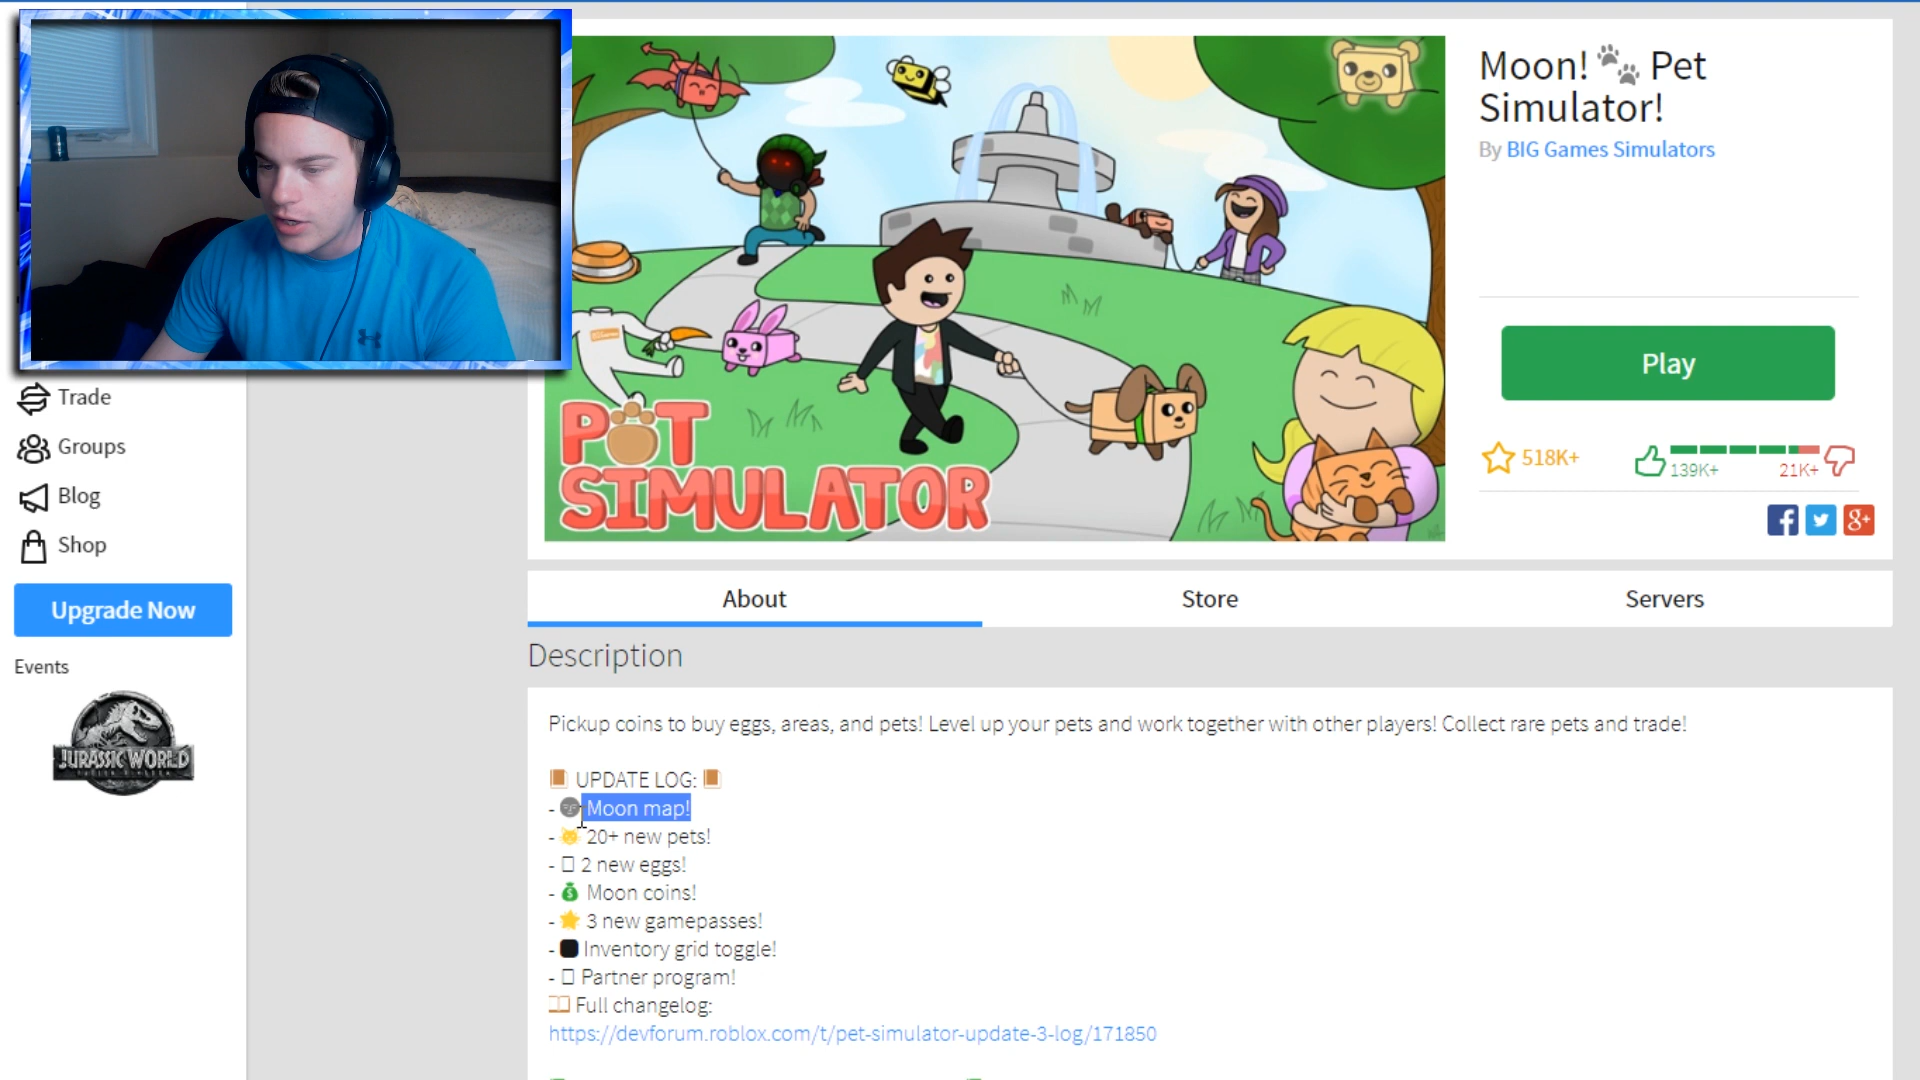 Moon! 🐾 Pet
Simulator!
By BIG Games Simulators
Play
518K+
139K+
21K+
PET
SIMULATOR
Trade
Groups
Blog
Shop
Upgrade Now
Events
JURASSIC WORLD
About
Store
Servers
Description
Pickup coins to buy eggs, areas, and pets! Level up your pets and work together with other players! Collect rare pets and trade!
📙 UPDATE LOG: 📙
- 🌚 Moon map!
- 🐱 20+ new pets!
- □ 2 new eggs!
- 💰 Moon coins!
- ⭐ 3 new gamepasses!
- ⬛ Inventory grid toggle!
- □ Partner program!
📖 Full changelog:
https://devforum.roblox.com/t/pet-simulator-update-3-log/171850